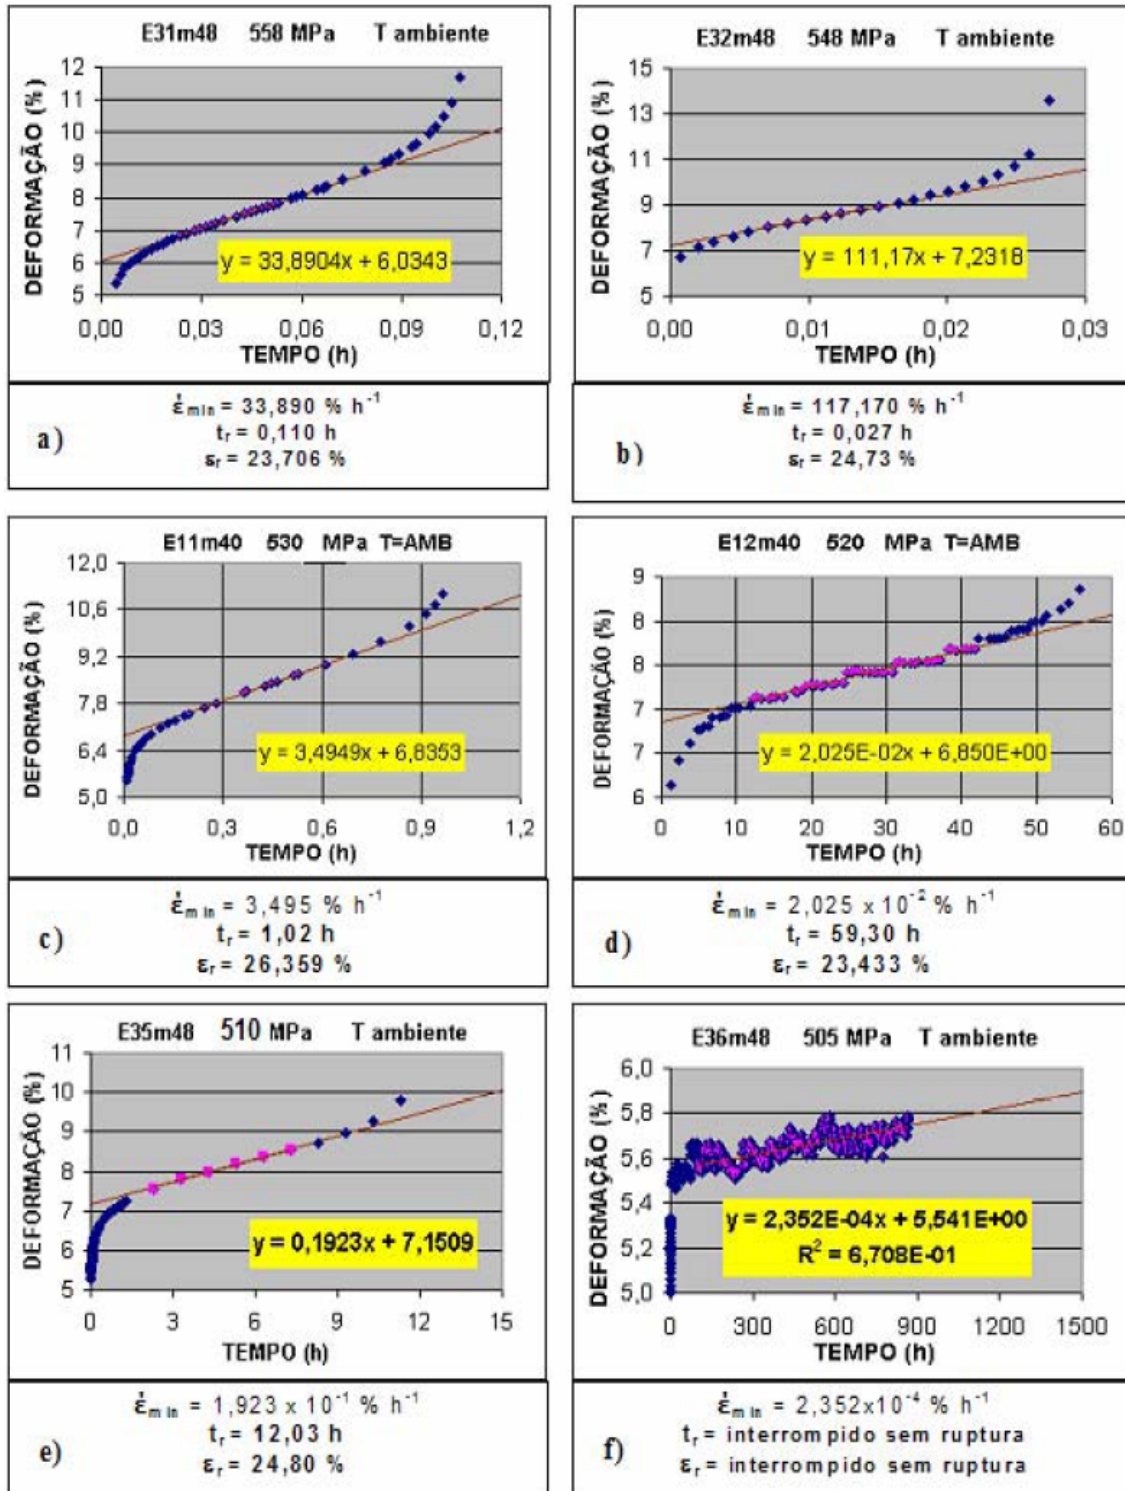 E31m48 558 MPa T ambiente
DEFORMAÇÃO (%)
12
11
10
9
8
7
6
5
y = 33,8904x + 6,0343
0,00 0,03 0,06 0,09 0,12
TEMPO (h)
ε̇min = 33,890 % h⁻¹
a) tr = 0,110 h
εr = 23,706 %
E32m48 548 MPa T ambiente
DEFORMAÇÃO (%)
15
13
11
9
7
5
y = 111,17x + 7,2318
0,00 0,01 0,02 0,03
TEMPO (h)
ε̇min = 117,170 % h⁻¹
tr = 0,027 h
b) εr = 24,73 %
E11m40 530 MPa T=AMB
DEFORMAÇÃO (%)
12,0
10,6
9,2
7,8
6,4
5,0
y = 3,4949x + 6,8353
0,0 0,3 0,6 0,9 1,2
TEMPO (h)
ε̇min = 3,495 % h⁻¹
c) tr = 1,02 h
εr = 26,359 %
E12m40 520 MPa T=AMB
DEFORMAÇÃO (%)
9
8
8
7
7
6
y = 2,025E-02x + 6,850E+00
0 10 20 30 40 50 60
TEMPO (h)
ε̇min = 2,025 x 10⁻² % h⁻¹
d) tr = 59,30 h
εr = 23,433 %
E35m48 510 MPa T ambiente
DEFORMAÇÃO (%)
11
10
9
8
7
6
5
y = 0,1923x + 7,1509
0 3 6 9 12 15
TEMPO (h)
ε̇min = 1,923 x 10⁻¹ % h⁻¹
tr = 12,03 h
e) εr = 24,80 %
E36m48 505 MPa T ambiente
DEFORMAÇÃO (%)
6,0
5,8
5,6
5,4
5,2
5,0
y = 2,352E-04x + 5,541E+00
R² = 6,708E-01
0 300 600 900 1200 1500
TEMPO (h)
ε̇min = 2,352x10⁻⁴ % h⁻¹
tr = interrompido sem ruptura
f) εr = interrompido sem ruptura